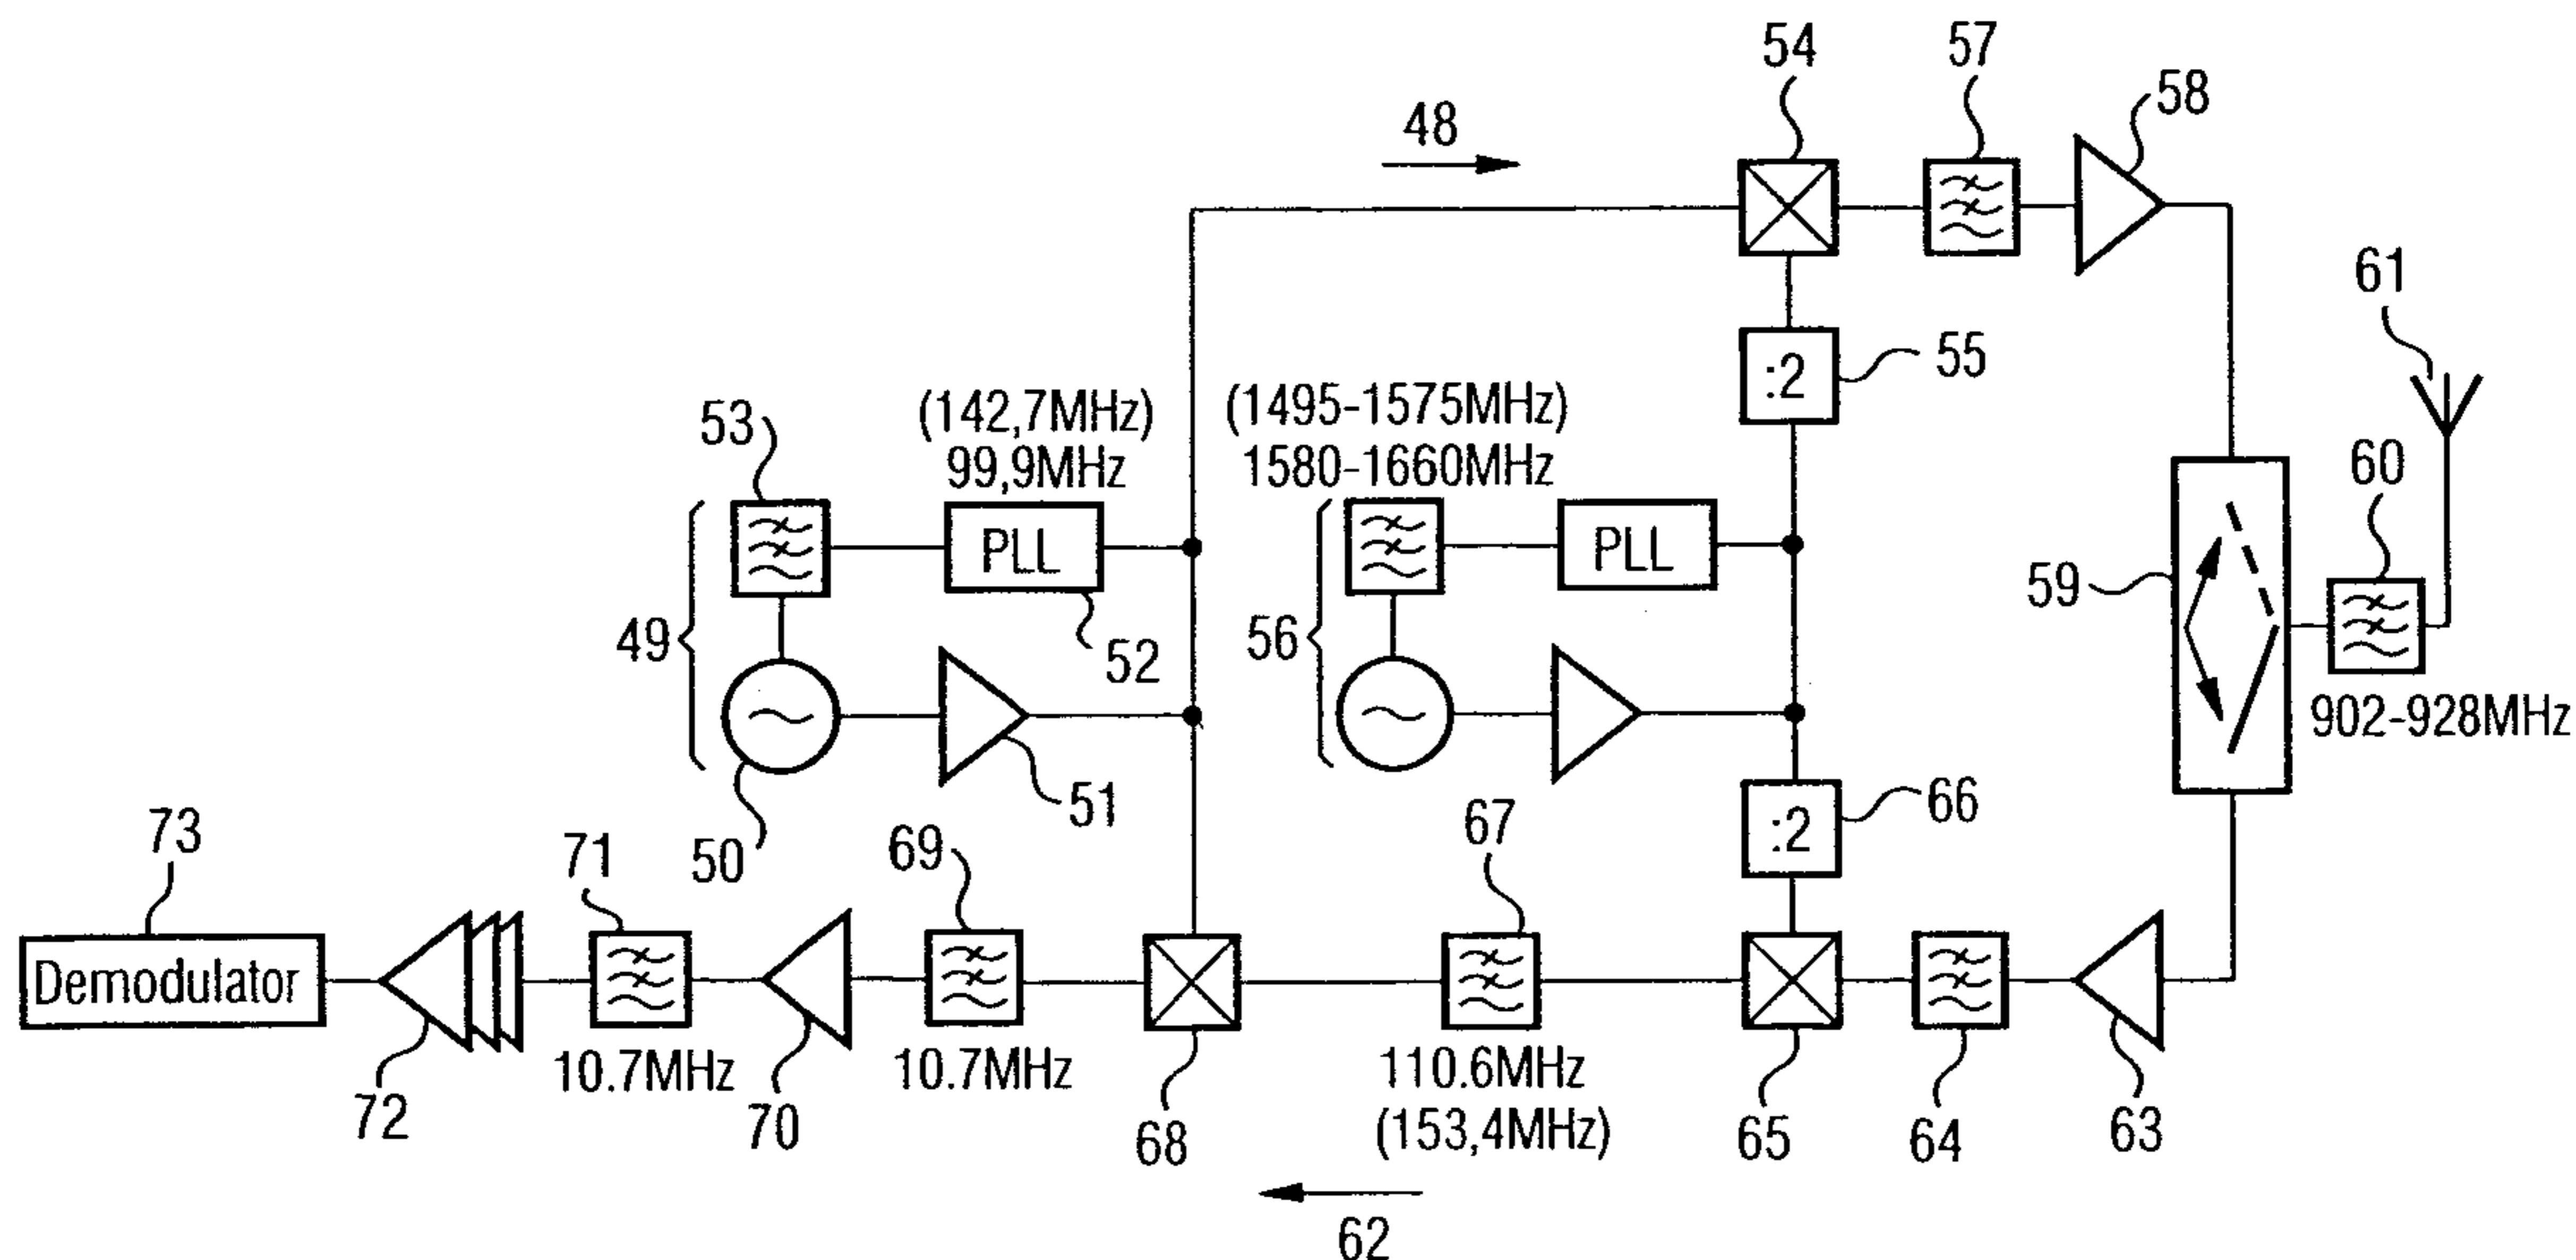 54
57
58
48
61
55
:2
(142,7MHz)
99,9MHz
(1495-1575MHz)
1580-1660MHz
53
60
PLL
PLL
59
49
52
56
902-928MHz
51
50
:2
66
73
71
69
67
Demodulator
10.7MHz
10.7MHz
110.6MHz
(153,4MHz)
72
70
68
65
64
63
62